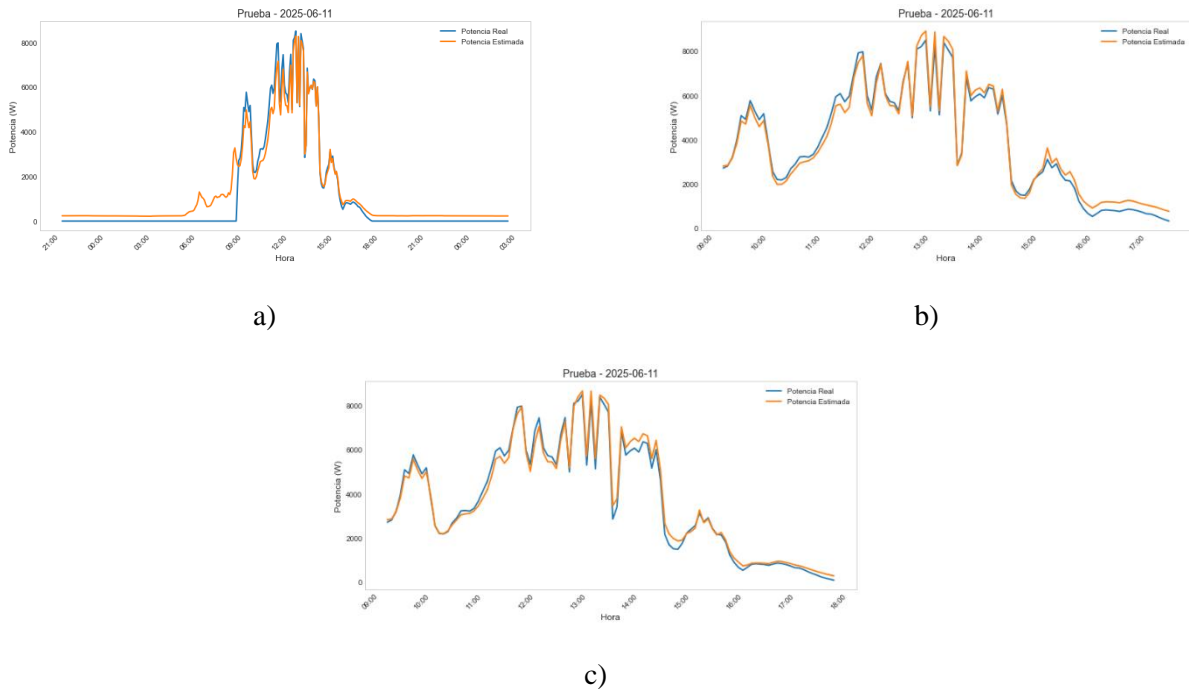 Prueba - 2025-06-11
Potencia Real
Potencia Estimada
8000
6000
4000
2000
0
Potencia (W)
21:00 00:00 03:00 06:00 09:00 12:00 15:00 18:00 21:00 00:00 03:00
Hora
a)
Prueba - 2025-06-11
Potencia Real
Potencia Estimada
8000
6000
4000
2000
0
Potencia (W)
09:00 10:00 11:00 12:00 13:00 14:00 15:00 16:00 17:00
Hora
b)
Prueba - 2025-06-11
Potencia Real
Potencia Estimada
8000
6000
4000
2000
0
Potencia (W)
09:00 10:00 11:00 12:00 13:00 14:00 15:00 16:00 17:00 18:00
Hora
c)